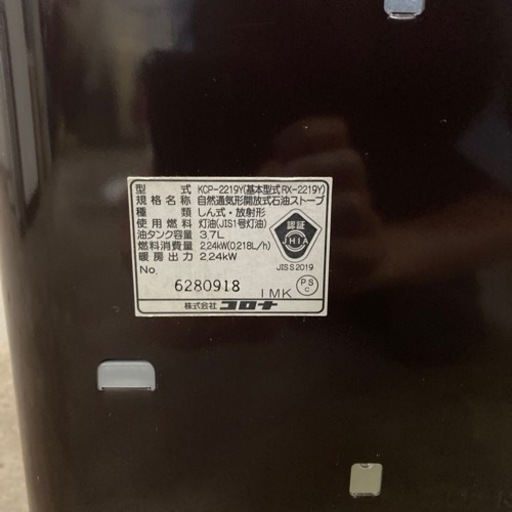 型式 KCP-2219Y(基本型式RX-2219Y)
規格名称 自然通気形開放式石油ストーブ
種類 しん式・放射形
使用燃料 灯油(JIS1号灯油)
油タンク容量 3.7L
燃料消費量 2.24kW(0.218L/h)
暖房出力 2.24kW
認証
JHIA
JIS S 2019
No. 6280918 1MK
PS
C
株式会社コロナ